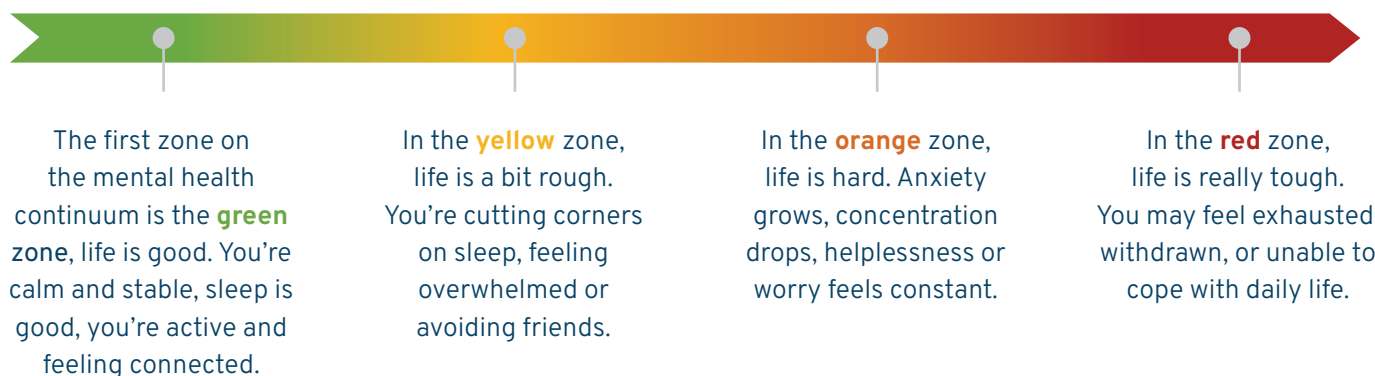 The first zone on
the mental health
continuum is the green
zone, life is good. You’re
calm and stable, sleep is
good, you’re active and
feeling connected.
In the yellow zone,
life is a bit rough.
You’re cutting corners
on sleep, feeling
overwhelmed or
avoiding friends.
In the orange zone,
life is hard. Anxiety
grows, concentration
drops, helplessness or
worry feels constant.
In the red zone,
life is really tough.
You may feel exhausted
withdrawn, or unable to
cope with daily life.